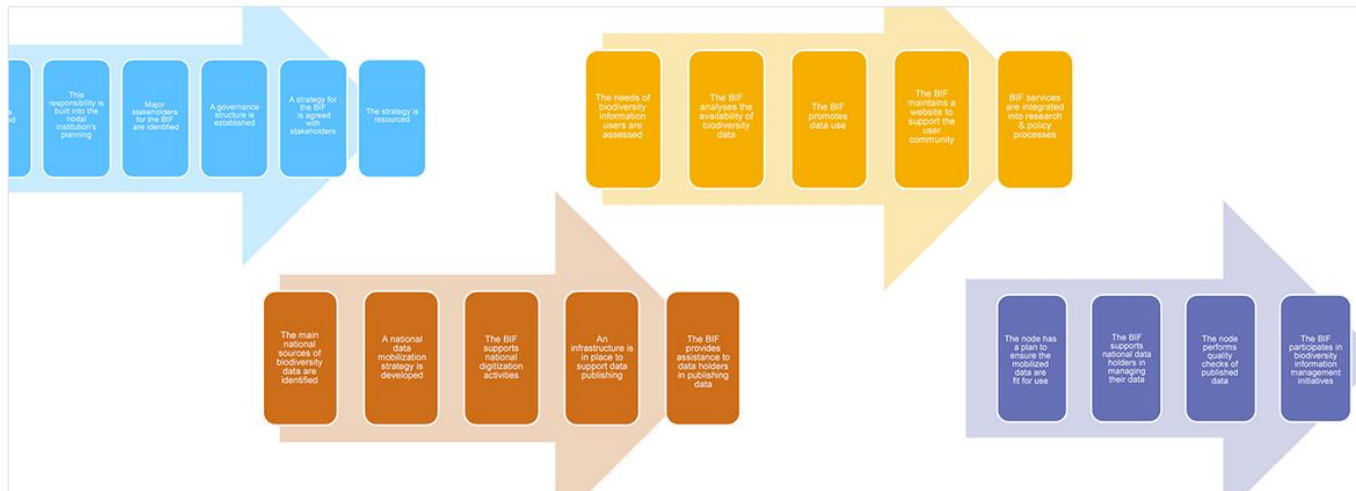 This
responsibility is
built into the
nodal
institution's
planning
Major
stakeholders
for the BIF
are identified
A governance
structure is
established
A strategy for
the BIF
is agreed
with
stakeholders
The strategy is
resourced
The needs of
biodiversity
information
users are
assessed
The BIF
analyses the
availability of
biodiversity
data
The BIF
promotes
data use
The BIF
maintains a
website to
support the
user
community
BIF services
are integrated
into research
& policy
processes
The main
national
sources of
biodiversity
data are
identified
A national
data
mobilization
strategy is
developed
The BIF
supports
national
digitization
activities
An
infrastructure is
in place to
support data
publishing
The BIF
provides
assistance to
data holders
in publishing
data
The node has
a plan to
ensure the
mobilized
data are
fit for use
The BIF
supports
national data
holders in
managing
their data
The node
performs
quality
checks of
published
data
The BIF
participates in
biodiversity
information
management
initiatives